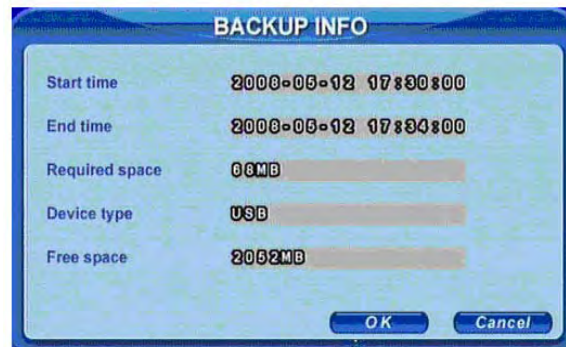 BACKUP INFO
Start time 2008-05-12 17:30:00
End time 2008-05-12 17:34:00
Required space 68MB
Device type USB
Free space 2052MB
OK Cancel